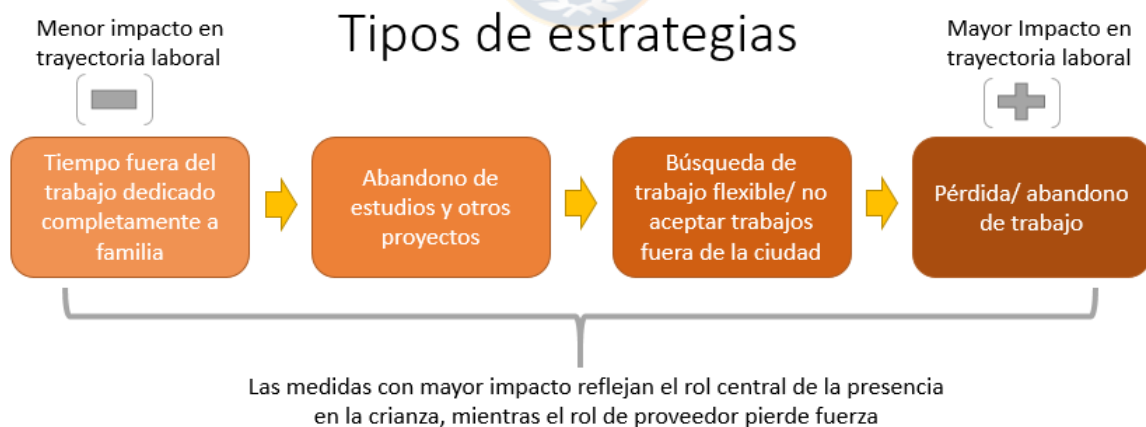 Menor impacto en
trayectoria laboral
Tipos de estrategias
Mayor Impacto en
trayectoria laboral
Tiempo fuera del
trabajo dedicado
completamente a
familia
Abandono de
estudios y otros
proyectos
Búsqueda de
trabajo flexible/ no
aceptar trabajos
fuera de la ciudad
Pérdida/ abandono
de trabajo
Las medidas con mayor impacto reflejan el rol central de la presencia
en la crianza, mientras el rol de proveedor pierde fuerza